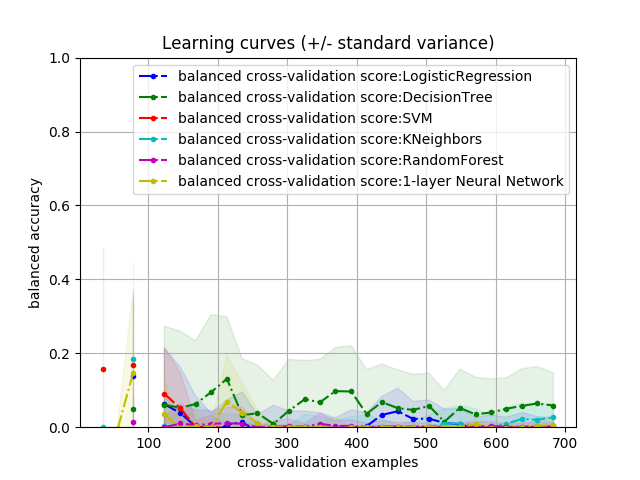 Learning curves (+/- standard variance)
balanced cross-validation score:LogisticRegression
balanced cross-validation score:DecisionTree
balanced cross-validation score:SVM
balanced cross-validation score:KNeighbors
balanced cross-validation score:RandomForest
balanced cross-validation score:1-layer Neural Network
balanced accuracy
1.0
0.8
0.6
0.4
0.2
0.0
100 200 300 400 500 600 700
cross-validation examples